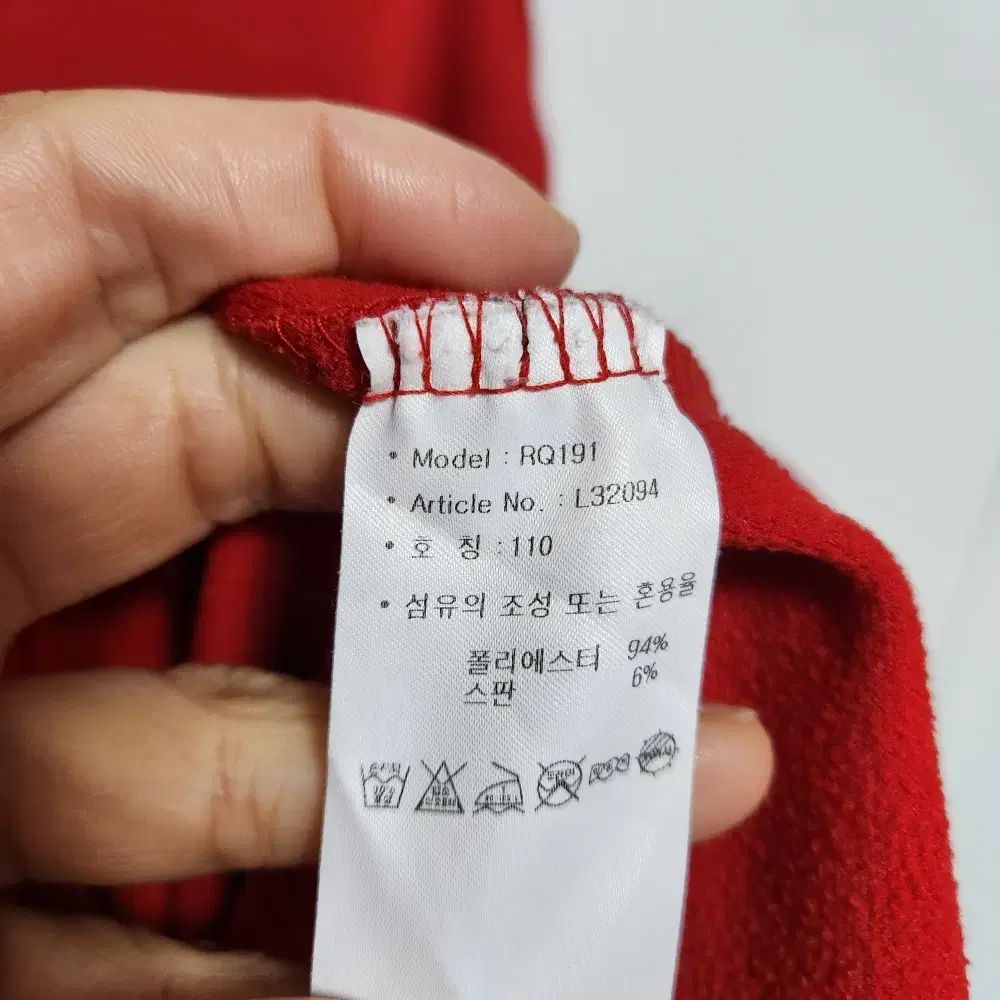 • Model : RQ191
• Article No. : L32094
• 호 칭 : 110
• 섬유의 조성 또는 혼용율
폴리에스터 94%
스판 6%